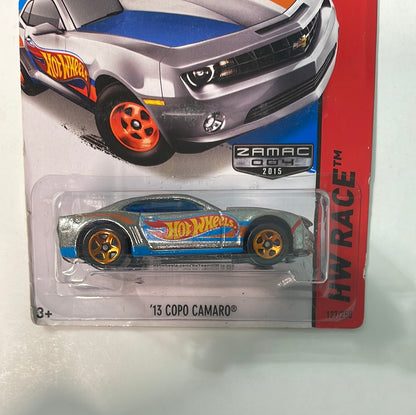 HOT WHEELS
ZAMAC
004
2015
HW RACE™
HOT WHEELS
'13 COPO CAMARO®
3+